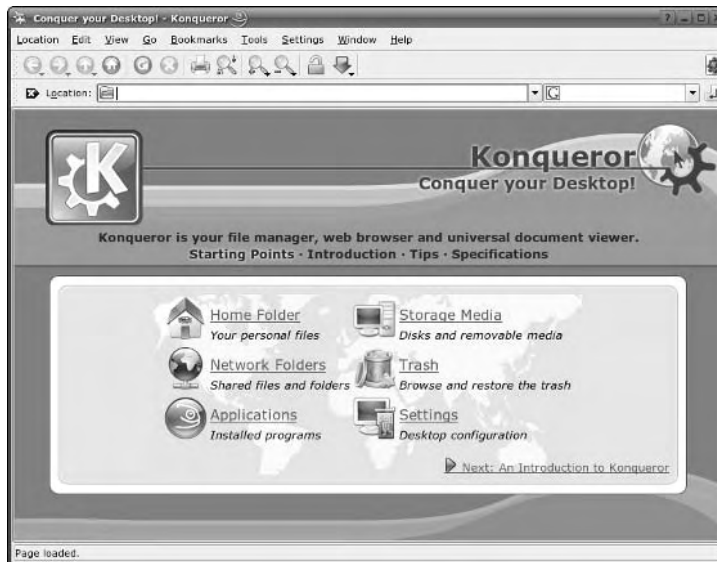 Conquer your Desktop! - Konqueror
Location Edit View Go Bookmarks Tools Settings Window Help
Location:
Konqueror
Conquer your Desktop!
Konqueror is your file manager, web browser and universal document viewer.
Starting Points · Introduction · Tips · Specifications
Home Folder
Your personal files
Storage Media
Disks and removable media
Network Folders
Shared files and folders
Trash
Browse and restore the trash
Applications
Installed programs
Settings
Desktop configuration
Next: An Introduction to Konqueror
Page loaded.